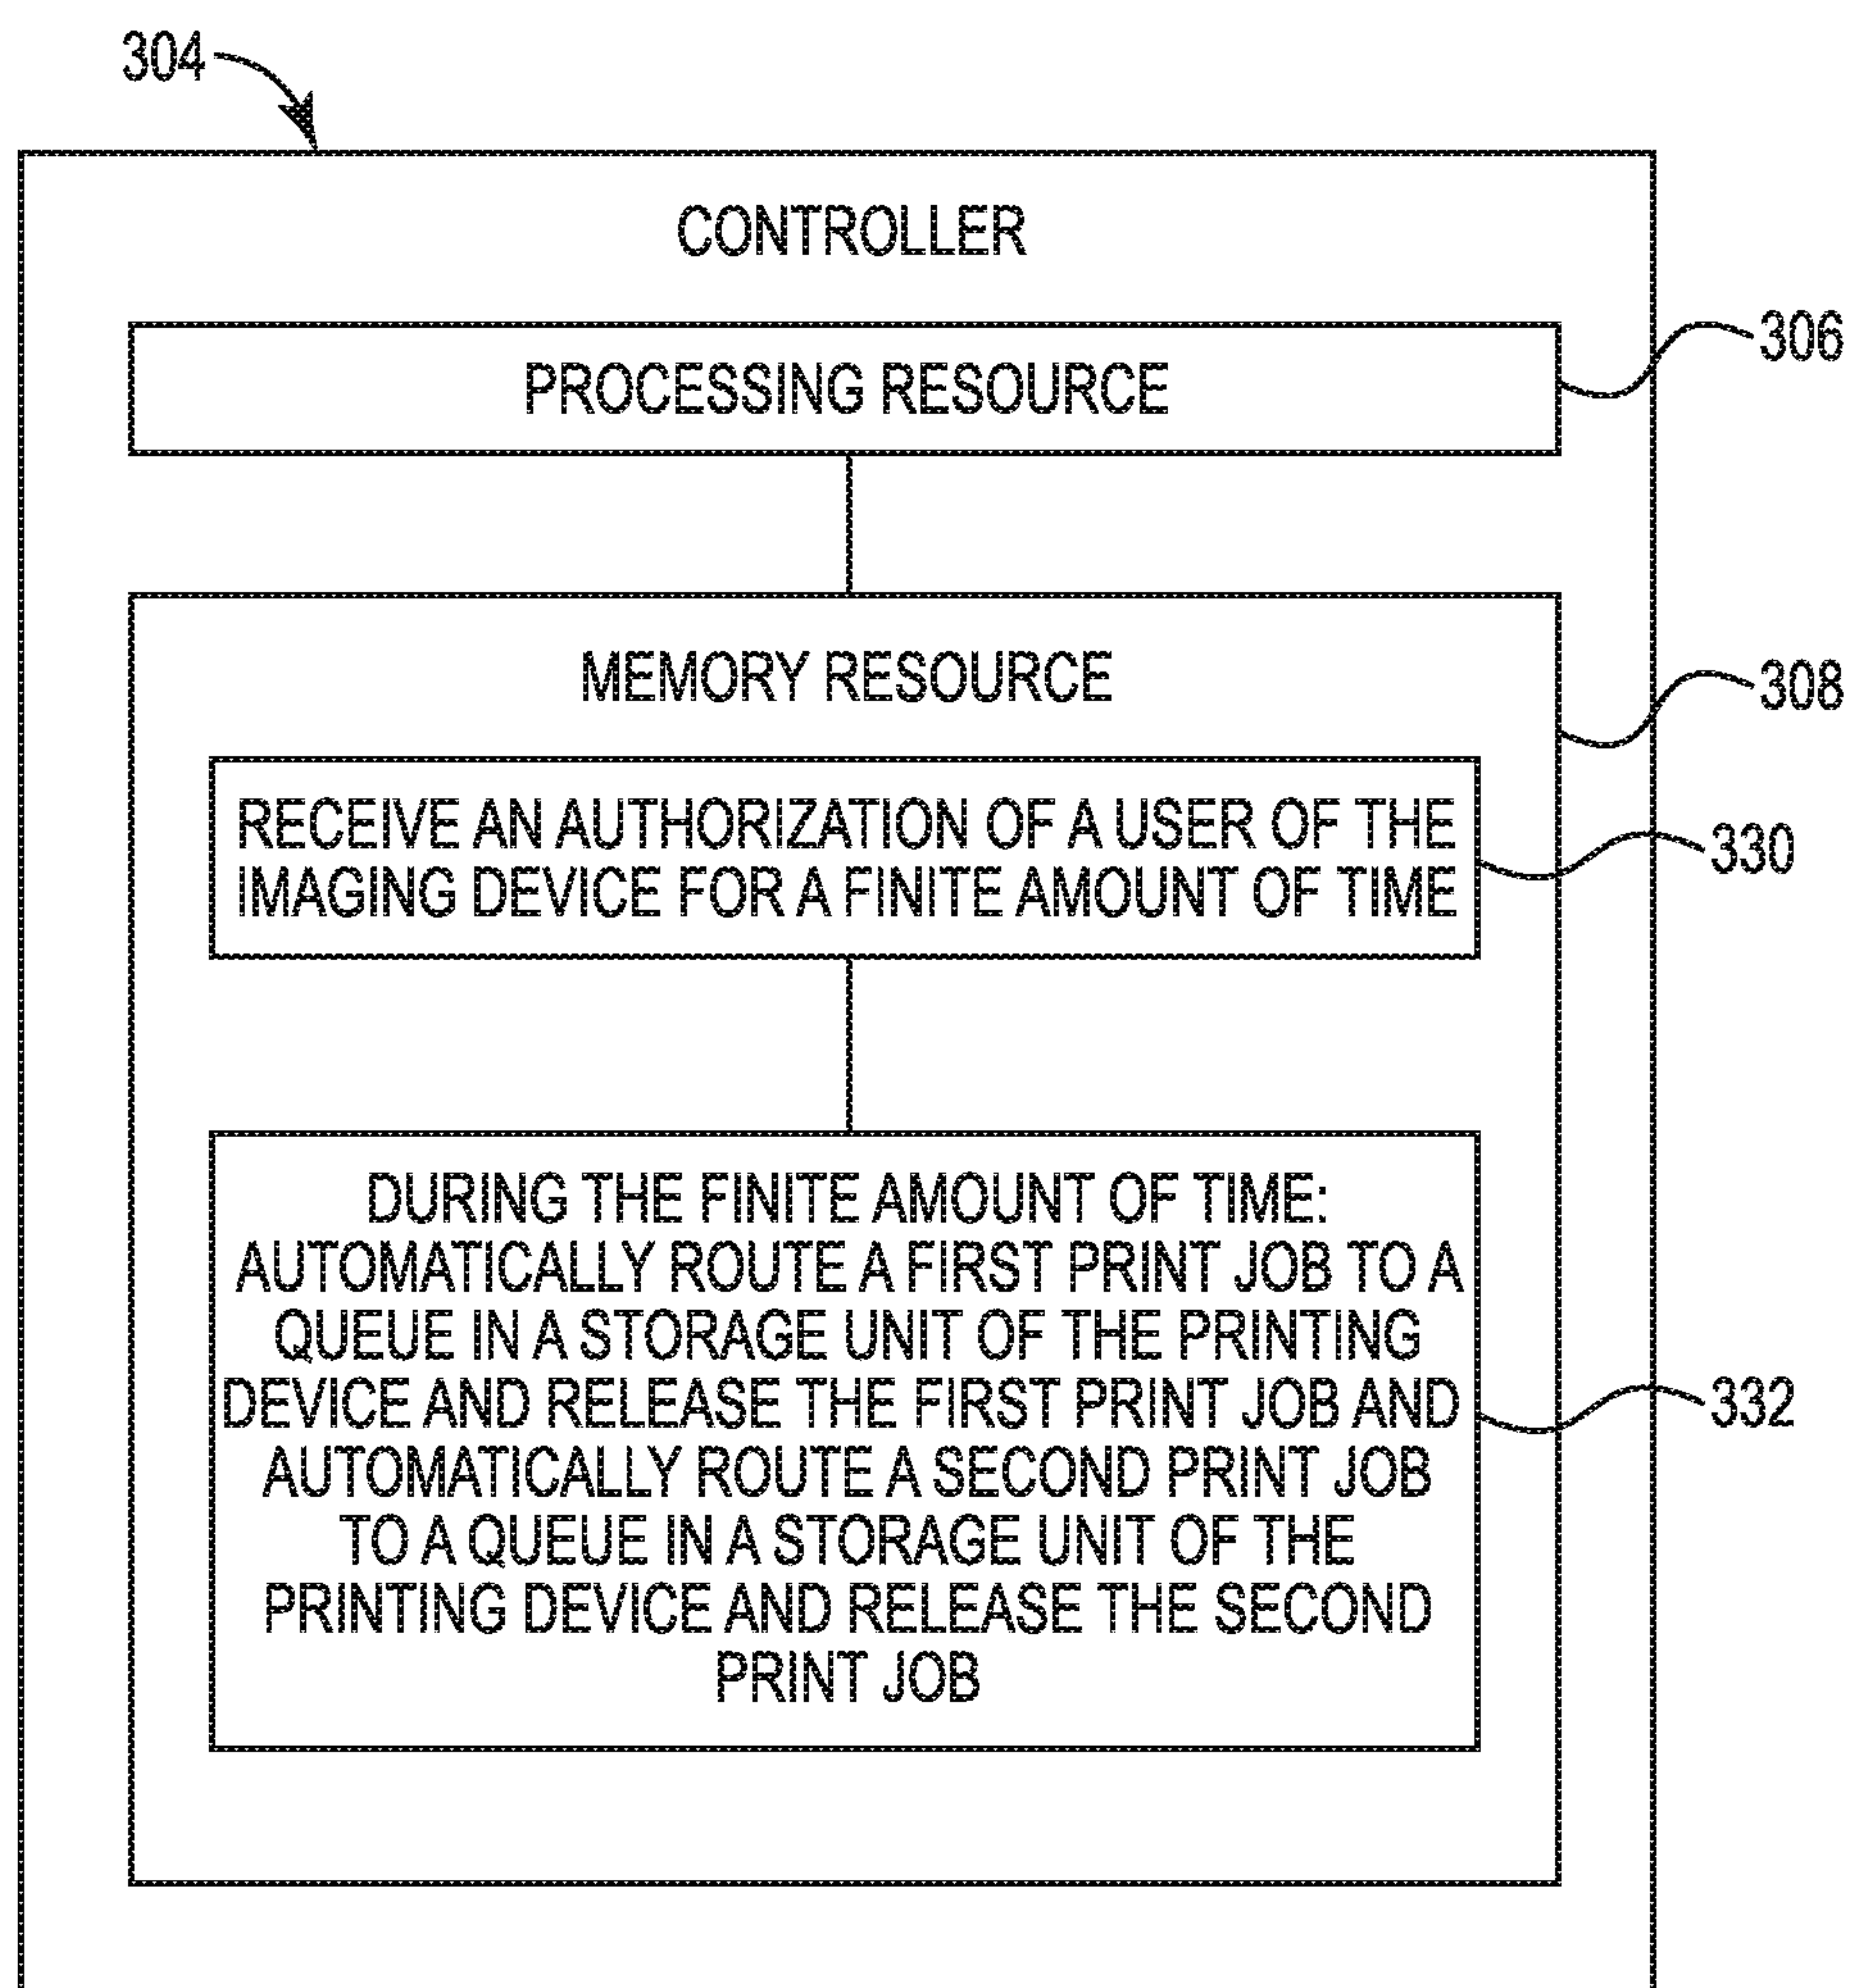 304
CONTROLLER
PROCESSING RESOURCE
306
MEMORY RESOURCE
308
RECEIVE AN AUTHORIZATION OF A USER OF THE
IMAGING DEVICE FOR A FINITE AMOUNT OF TIME
330
DURING THE FINITE AMOUNT OF TIME:
AUTOMATICALLY ROUTE A FIRST PRINT JOB TO A
QUEUE IN A STORAGE UNIT OF THE PRINTING
DEVICE AND RELEASE THE FIRST PRINT JOB AND
AUTOMATICALLY ROUTE A SECOND PRINT JOB
TO A QUEUE IN A STORAGE UNIT OF THE
PRINTING DEVICE AND RELEASE THE SECOND
PRINT JOB
332